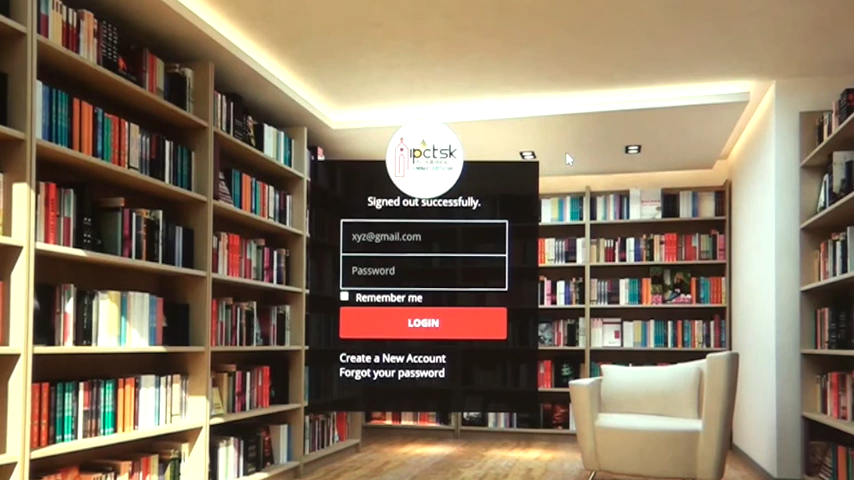 ipctsk
Signed out successfully.
xyz@gmail.com
Password
Remember me
LOGIN
Create a New Account
Forgot your password